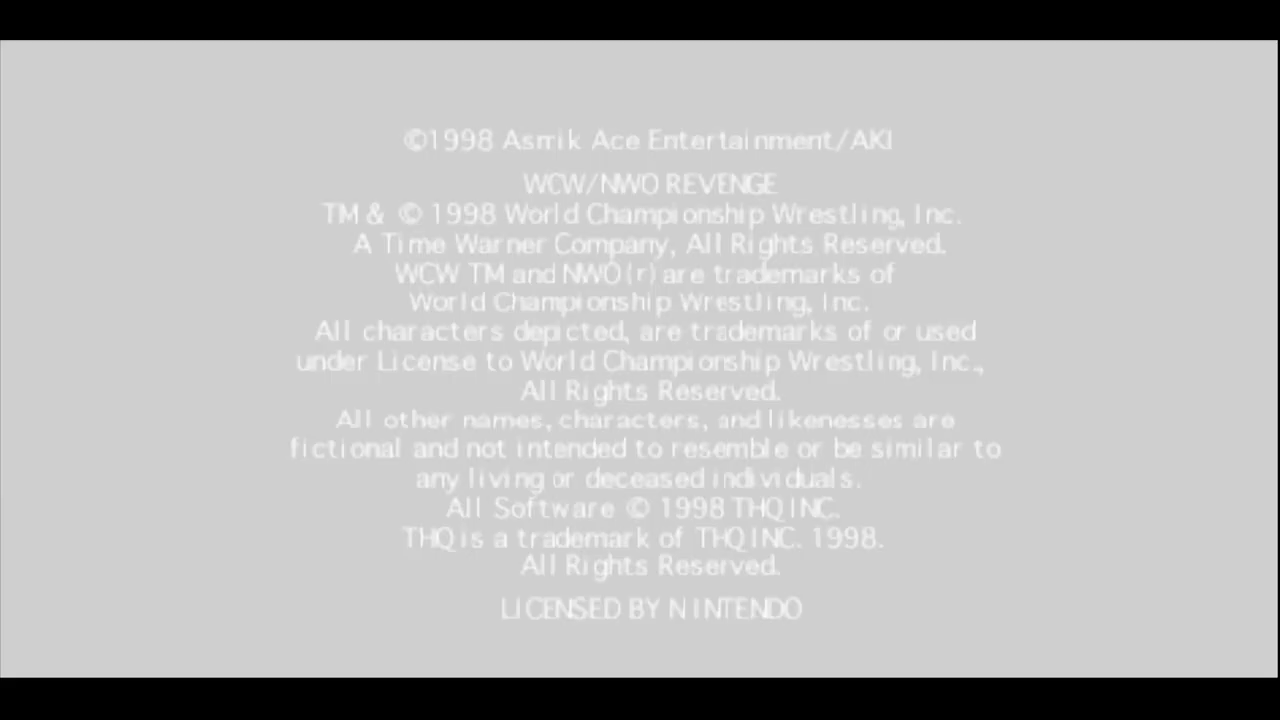 ©1998 Asmik Ace Entertainment/AKI
WCW/NWO REVENGE
TM & © 1998 World Championship Wrestling, Inc.
A Time Warner Company, All Rights Reserved.
WCW TM and NWO(r) are trademarks of
World Championship Wrestling, Inc.
All characters depicted, are trademarks of or used
under License to World Championship Wrestling, Inc.,
All Rights Reserved.
All other names, characters, and likenesses are
fictional and not intended to resemble or be similar to
any living or deceased individuals.
All Software © 1998 THQ INC.
THQ is a trademark of THQ INC. 1998.
All Rights Reserved.
LICENSED BY NINTENDO